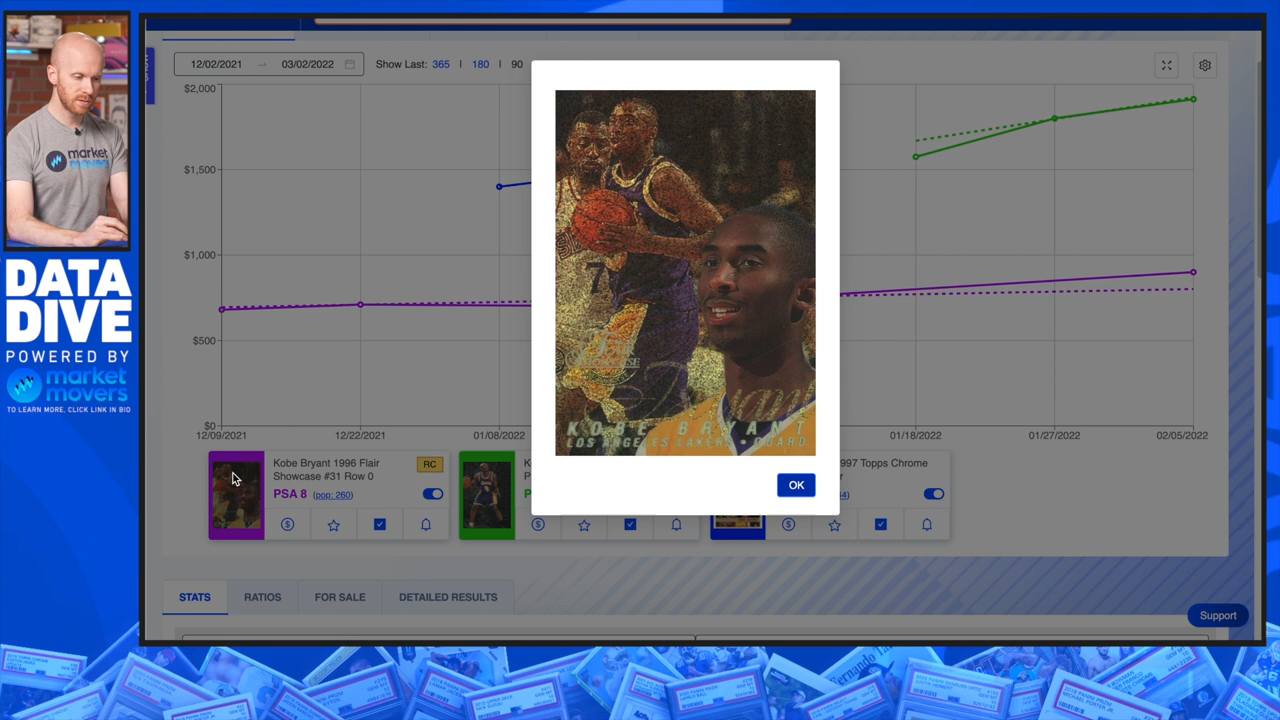 market
movers
DATA
DIVE
POWERED BY
market
movers
TO LEARN MORE, CLICK LINK IN BIO
12/02/2021 → 03/02/2022
Show Last: 365 | 180 | 90
$2,000
$1,500
$1,000
$500
$0
12/09/2021
12/22/2021
01/08/2022
01/18/2022
01/27/2022
02/05/2022
7
KOBE BRYANT
LOS ANGELES LAKERS • GUARD
OK
Kobe Bryant 1996 Flair
Showcase #31 Row 0
RC
PSA 8 (pop: 260)
K
P
P
997 Topps Chrome
STATS
RATIOS
FOR SALE
DETAILED RESULTS
Support